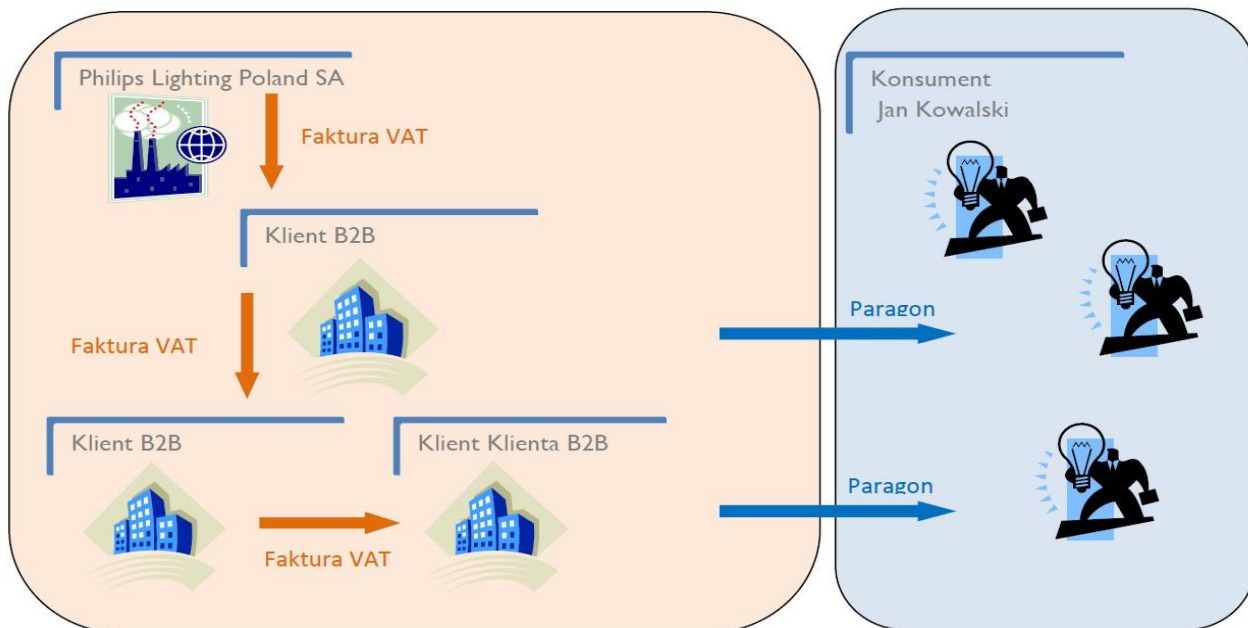 Philips Lighting Poland SA
Faktura VAT
Klient B2B
Faktura VAT
Klient B2B
Klient Klienta B2B
Faktura VAT
Konsument
Jan Kowalski
Paragon
Paragon